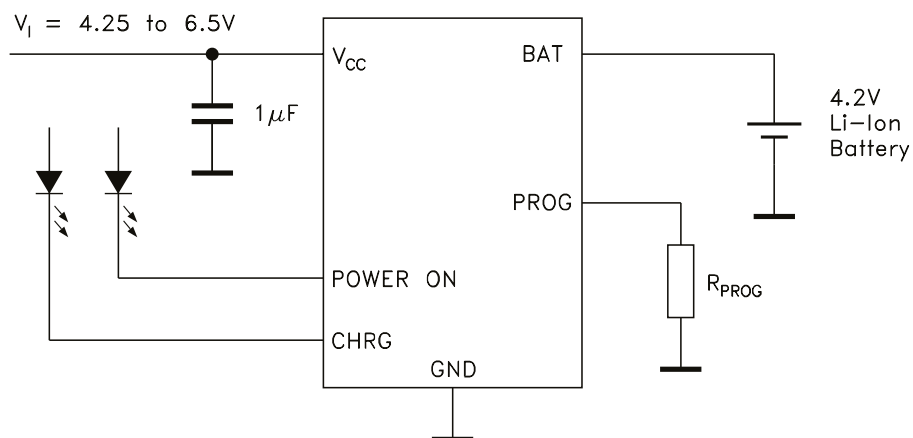 V_I = 4.25 to 6.5V
V_CC
BAT
1µF
4.2V
Li–Ion
Battery
PROG
R_PROG
POWER ON
CHRG
GND